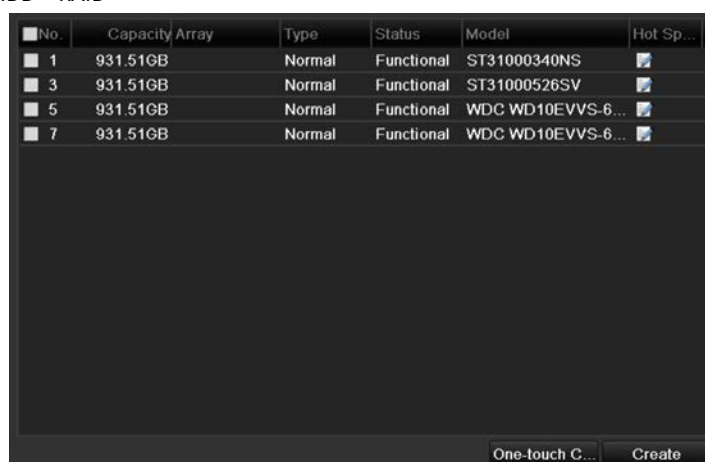 No. Capacity Array Type Status Model Hot Sp...
1 931.51GB Normal Functional ST31000340NS
3 931.51GB Normal Functional ST31000526SV
5 931.51GB Normal Functional WDC WD10EVVS-6...
7 931.51GB Normal Functional WDC WD10EVVS-6...
One-touch C... Create